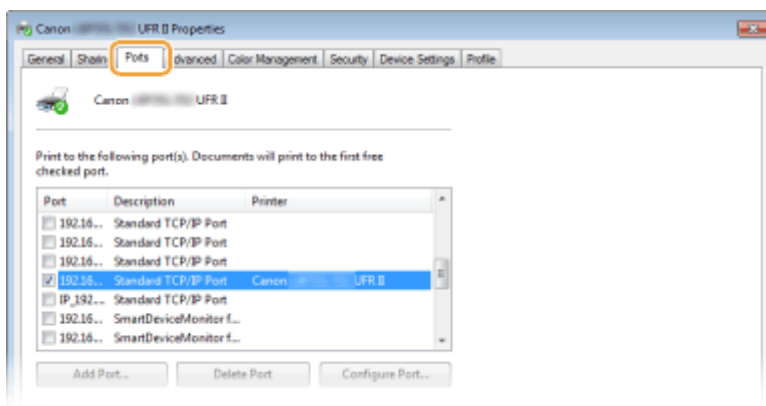 Canon UFR II Properties
General Sharin Ports dvanced Color Management Security Device Settings Profile
Canon UFR II
Print to the following port(s). Documents will print to the first free
checked port.
Port Description Printer
192.16... Standard TCP/IP Port
192.16... Standard TCP/IP Port
192.16... Standard TCP/IP Port
192.16... Standard TCP/IP Port Canon UFR II
IP_192.... Standard TCP/IP Port
192.16... SmartDeviceMonitor f...
192.16... SmartDeviceMonitor f...
Add Port... Delete Port Configure Port...